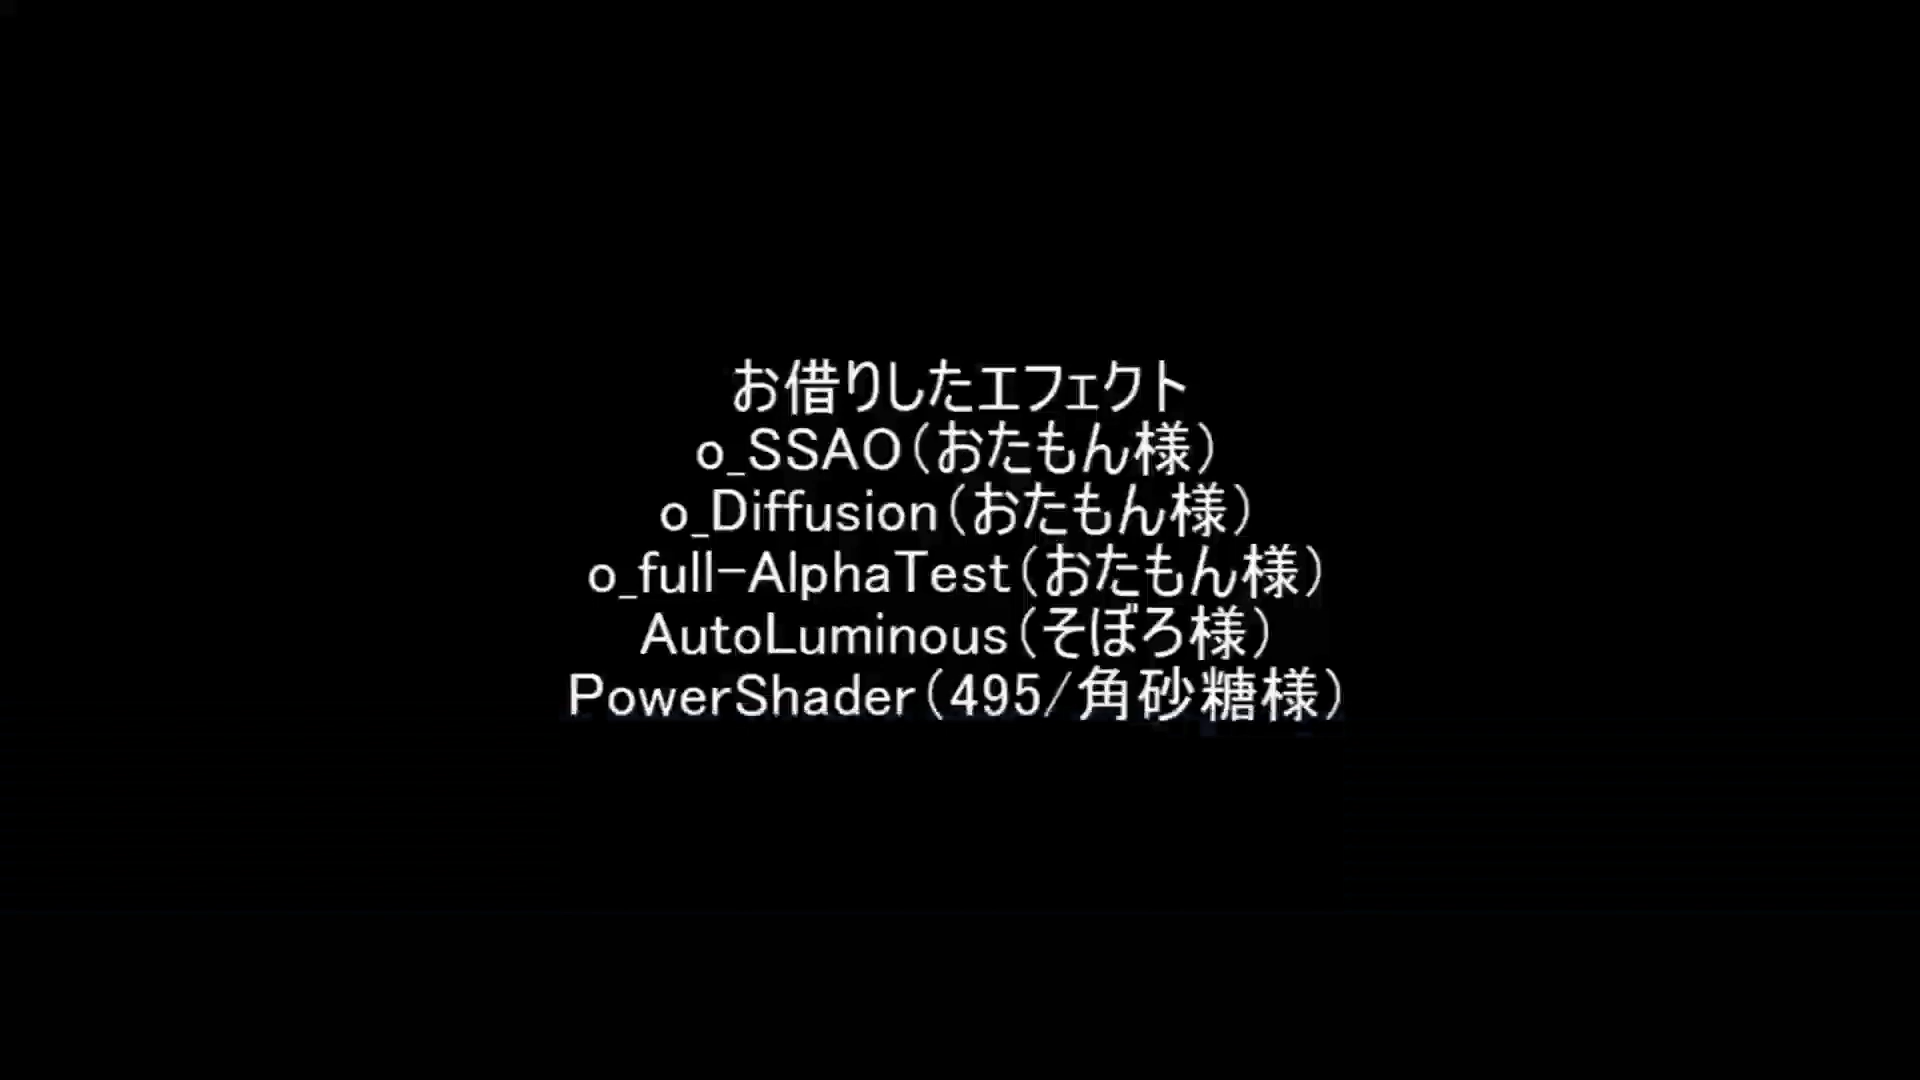 お借りしたエフェクト
o_SSAO（おたもん様）
o_Diffusion（おたもん様）
o_full-AlphaTest（おたもん様）
AutoLuminous（そぼろ様）
PowerShader（495/角砂糖様）